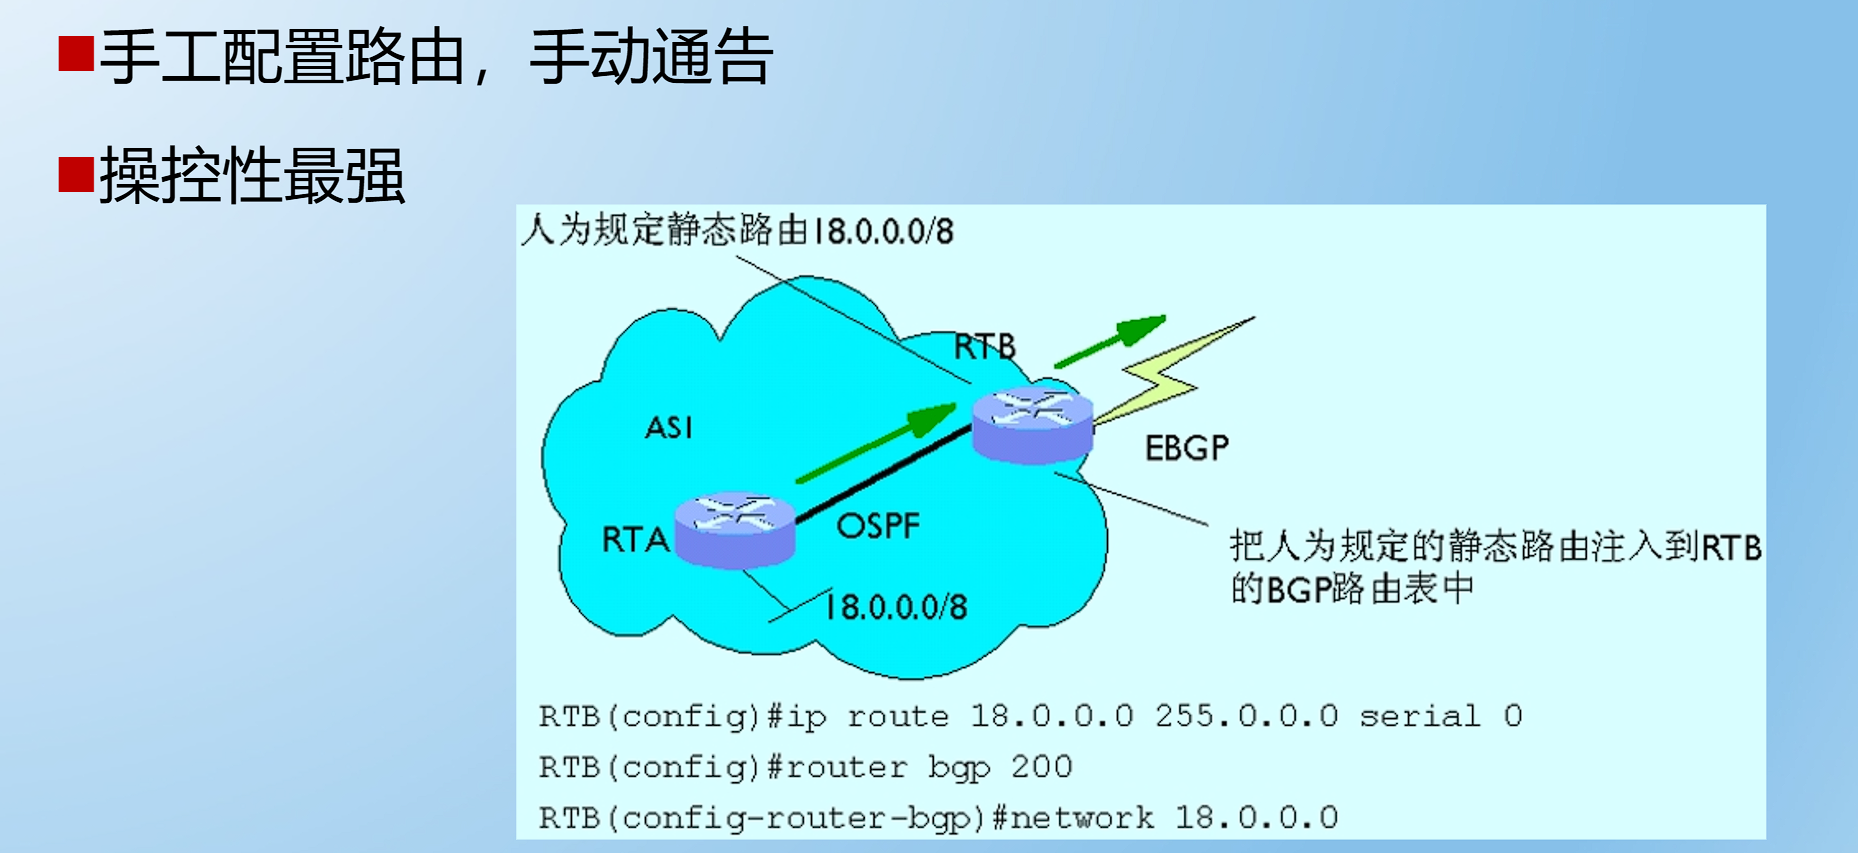 手工配置路由，手动通告
操控性最强
人为规定静态路由18.0.0.0/8
RTB
AS1
EBGP
RTA
OSPF
把人为规定的静态路由注入到RTB
的BGP路由表中
18.0.0.0/8
RTB(config)#ip route 18.0.0.0 255.0.0.0 serial 0
RTB(config)#router bgp 200
RTB(config-router-bgp)#network 18.0.0.0